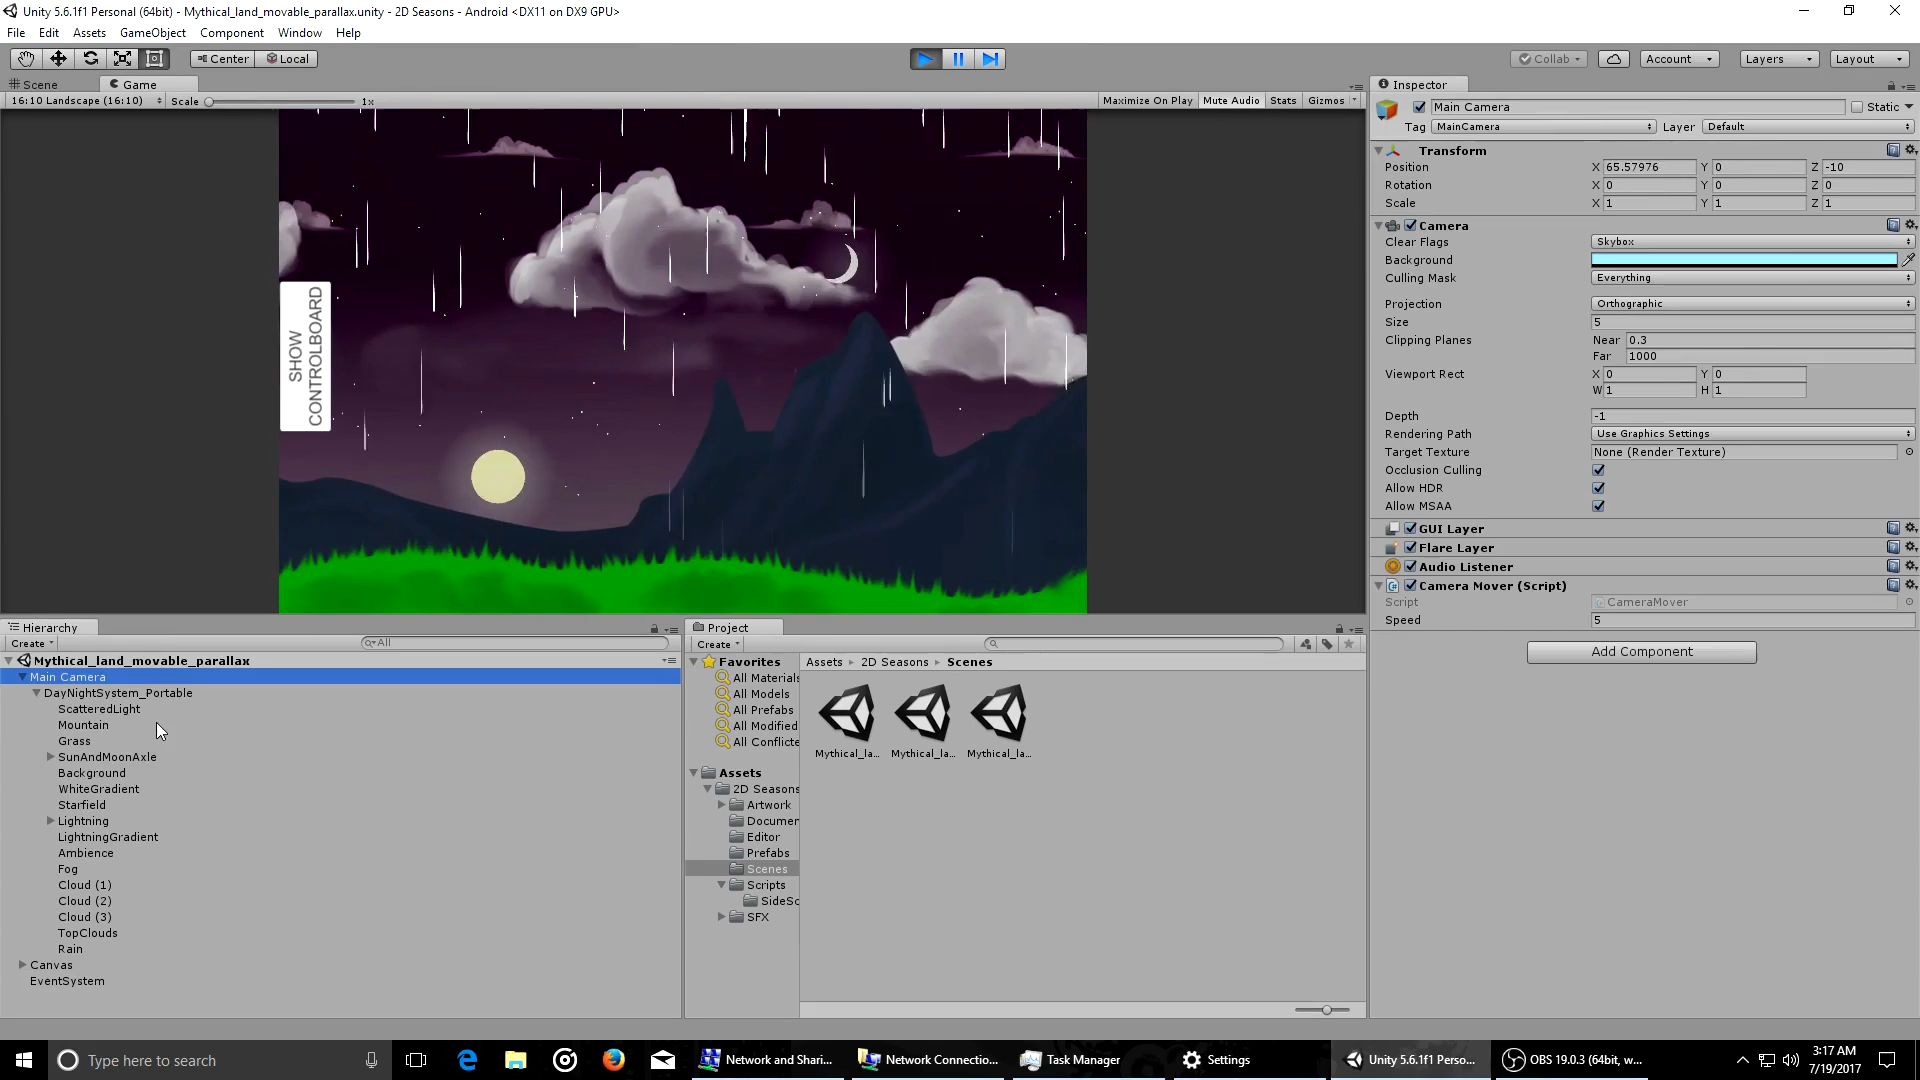 Unity 5.6.1f1 Personal (64bit) - Mythical_land_movable_parallax.unity - 2D Seasons - Android <DX11 on DX9 GPU>
File Edit Assets GameObject Component Window Help
Center Local
Collab Account Layers Layout
Scene Game
16:10 Landscape (16:10) Scale 1x Maximize On Play Mute Audio Stats Gizmos
SHOW
CONTROLBOARD
Hierarchy
Create All
Mythical_land_movable_parallax
Main Camera
DayNightSystem_Portable
ScatteredLight
Mountain
Grass
SunAndMoonAxle
Background
WhiteGradient
Starfield
Lightning
LightningGradient
Ambience
Fog
Cloud (1)
Cloud (2)
Cloud (3)
TopClouds
Rain
Canvas
EventSystem
Project
Create
Favorites
All Materials
All Models
All Prefabs
All Modified
All Conflicte
Assets
2D Seasons
Artwork
Documen
Editor
Prefabs
Scenes
Scripts
SideSc
SFX
Assets 2D Seasons Scenes
Mythical_la... Mythical_la... Mythical_la...
Inspector
Main Camera Static
Tag MainCamera Layer Default
Transform
Position X 65.57976 Y 0 Z -10
Rotation X 0 Y 0 Z 0
Scale X 1 Y 1 Z 1
Camera
Clear Flags Skybox
Background
Culling Mask Everything
Projection Orthographic
Size 5
Clipping Planes Near 0.3
Far 1000
Viewport Rect X 0 Y 0
W 1 H 1
Depth -1
Rendering Path Use Graphics Settings
Target Texture None (Render Texture)
Occlusion Culling
Allow HDR
Allow MSAA
GUI Layer
Flare Layer
Audio Listener
Camera Mover (Script)
Script CameraMover
Speed 5
Add Component
Type here to search Network and Shari... Network Connectio... Task Manager Settings Unity 5.6.1f1 Perso... OBS 19.0.3 (64bit, w...
3:17 AM
7/19/2017